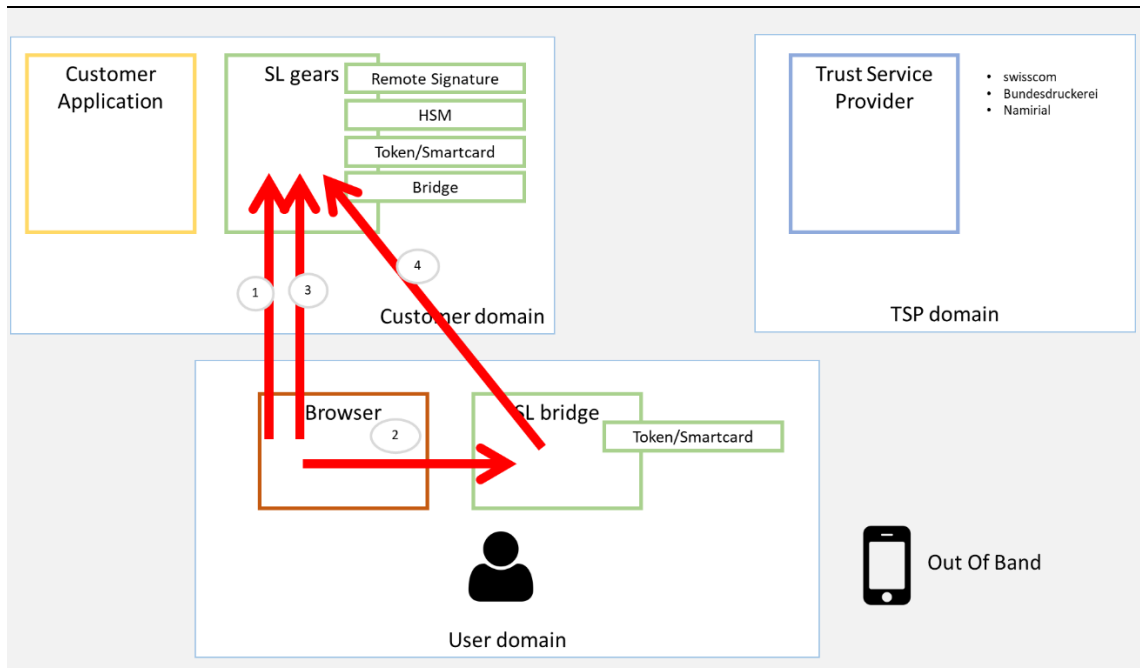 Customer
Application
SL gears
Remote Signature
HSM
Token/Smartcard
Bridge
Trust Service
Provider
• swisscom
• Bundesdruckerei
• Namirial
4
1
3
Customer domain
TSP domain
Browser
SL bridge
2
Token/Smartcard
Out Of Band
User domain